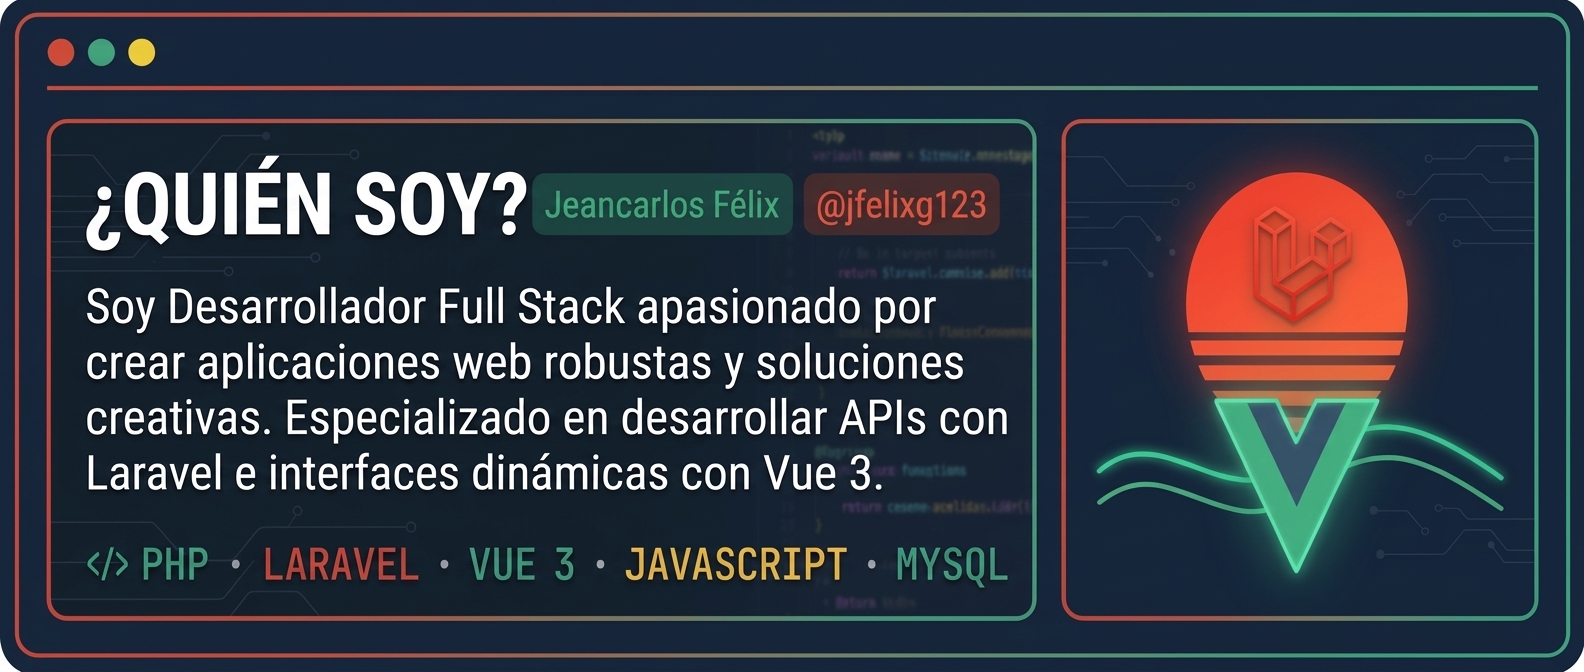 ¿QUIÉN SOY? Jeancarlos Félix @jfelixg123
Soy Desarrollador Full Stack apasionado por
crear aplicaciones web robustas y soluciones
creativas. Especializado en desarrollar APIs con
Laravel e interfaces dinámicas con Vue 3.
</> PHP • LARAVEL • VUE 3 • JAVASCRIPT • MYSQL